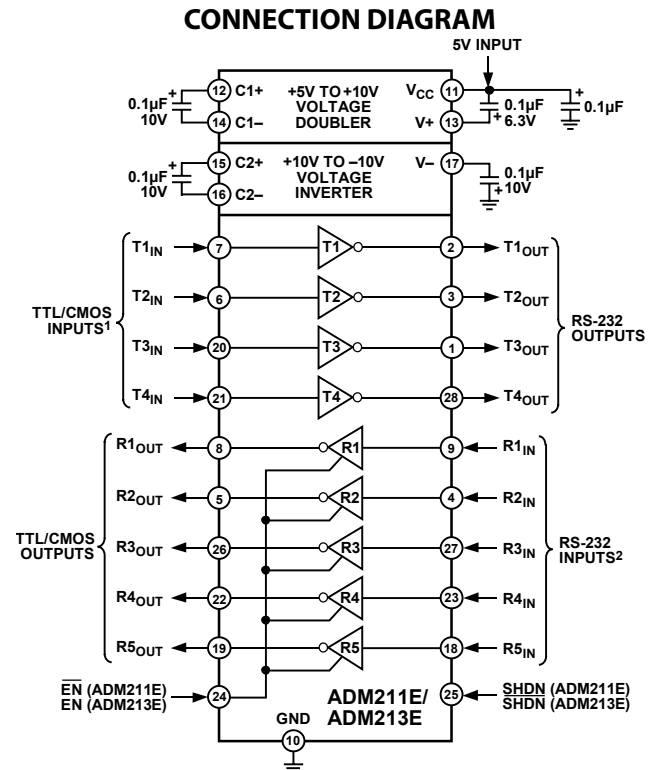 CONNECTION DIAGRAM
5V INPUT
0.1µF
10V
+
12 C1+
14 C1–
+5V TO +10V
VOLTAGE
DOUBLER
VCC 11
V+ 13
+
0.1µF
6.3V
+
0.1µF
0.1µF
10V
+
15 C2+
16 C2–
+10V TO –10V
VOLTAGE
INVERTER
V– 17
0.1µF
+
10V
TTL/CMOS
INPUTS1
T1IN 7 T1 2 T1OUT
T2IN 6 T2 3 T2OUT
T3IN 20 T3 1 T3OUT
T4IN 21 T4 28 T4OUT
RS-232
OUTPUTS
TTL/CMOS
OUTPUTS
R1OUT 8 R1 9 R1IN
R2OUT 5 R2 4 R2IN
R3OUT 26 R3 27 R3IN
R4OUT 22 R4 23 R4IN
R5OUT 19 R5 18 R5IN
RS-232
INPUTS2
E̅N̅ (ADM211E)
EN (ADM213E)
24
ADM211E/
ADM213E
25
SHDN (ADM211E)
S̅H̅D̅N̅ (ADM213E)
GND
10